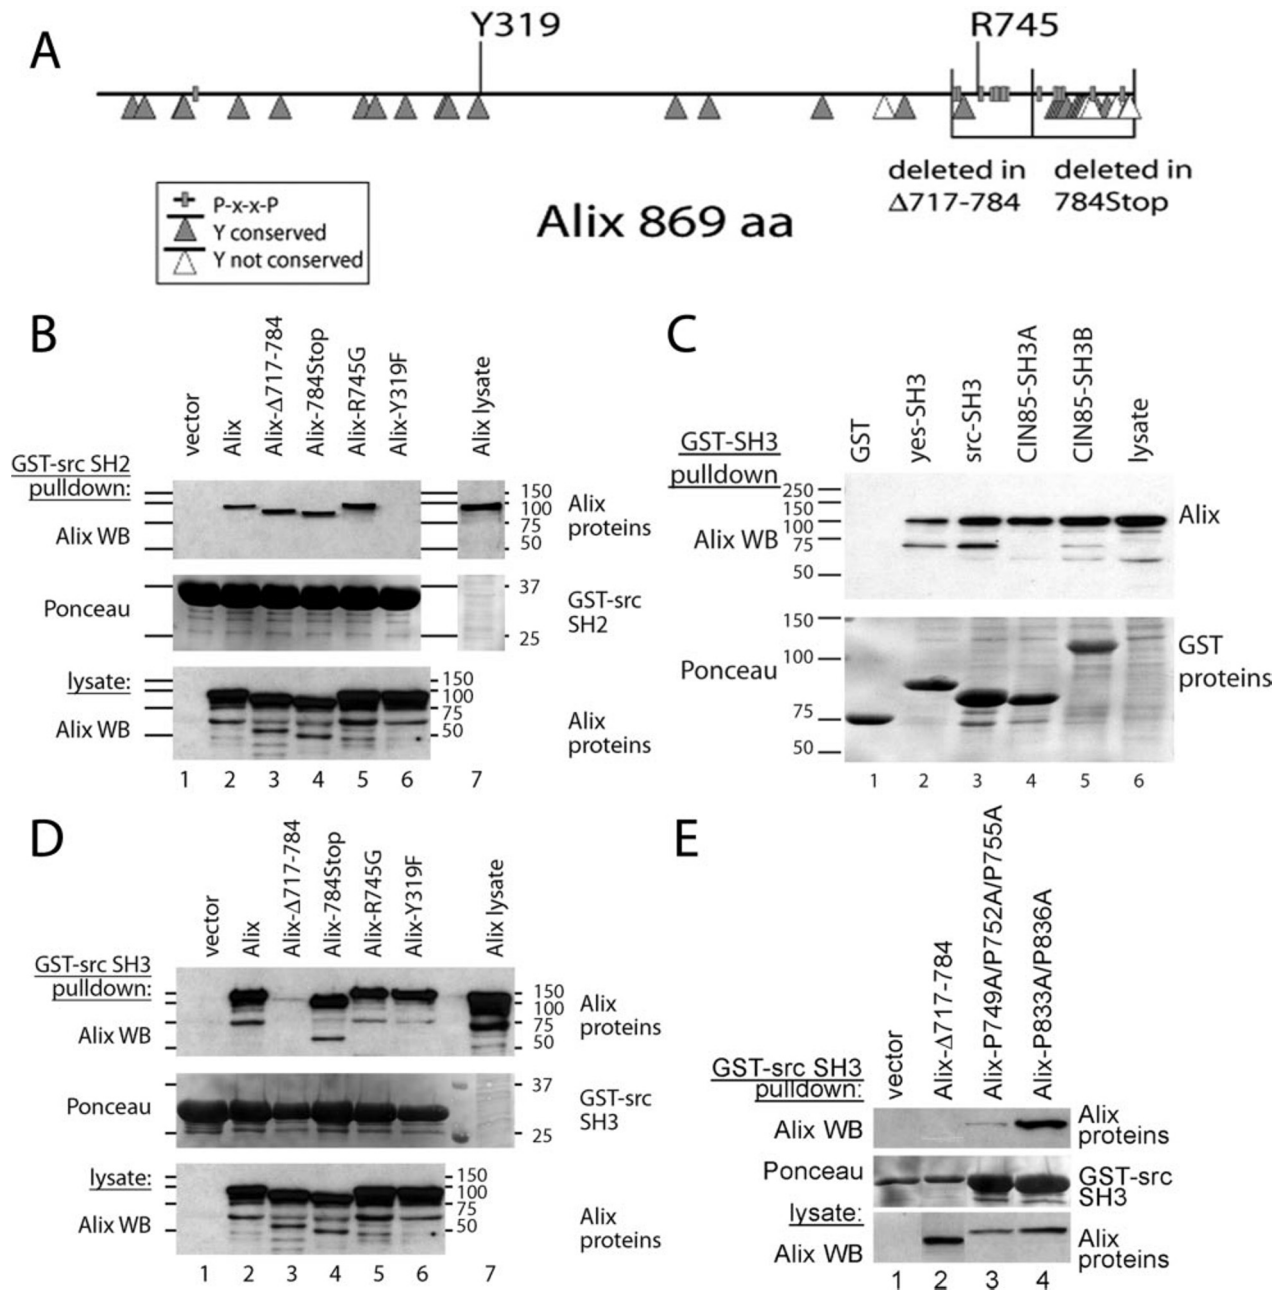 A
Y319
R745
deleted in
Δ717-784
deleted in
784Stop
P-x-x-P
Y conserved
Y not conserved
Alix 869 aa
B
vector
Alix
Alix-Δ717-784
Alix-784Stop
Alix-R745G
Alix-Y319F
Alix lysate
GST-src SH2
pulldown:
Alix WB
150
100
75
50
Alix
proteins
Ponceau
37
25
GST-src
SH2
lysate:
Alix WB
150
100
75
50
Alix
proteins
1 2 3 4 5 6 7
C
GST
yes-SH3
src-SH3
CIN85-SH3A
CIN85-SH3B
lysate
GST-SH3
pulldown
Alix WB
250
150
100
75
50
Alix
Ponceau
150
100
75
50
GST
proteins
1 2 3 4 5 6
D
vector
Alix
Alix-Δ717-784
Alix-784Stop
Alix-R745G
Alix-Y319F
Alix lysate
GST-src SH3
pulldown:
Alix WB
150
100
75
50
Alix
proteins
Ponceau
37
25
GST-src
SH3
lysate:
Alix WB
150
100
75
50
Alix
proteins
1 2 3 4 5 6 7
E
vector
Alix-Δ717-784
Alix-P749A/P752A/P755A
Alix-P833A/P836A
GST-src SH3
pulldown:
Alix WB
Alix
proteins
Ponceau
GST-src
SH3
lysate:
Alix WB
Alix
proteins
1 2 3 4